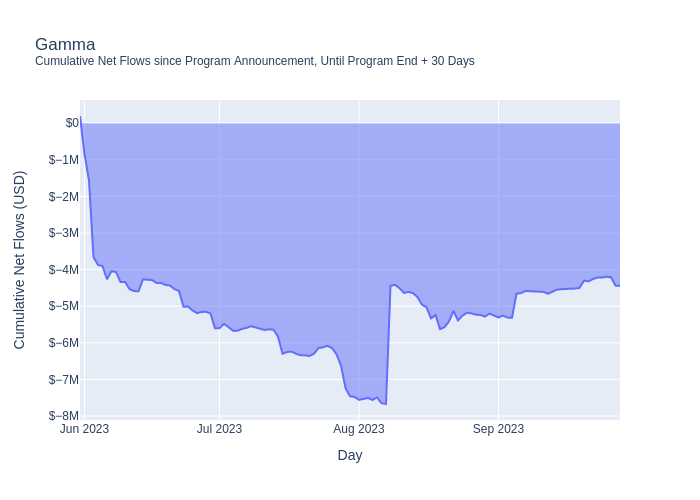 Gamma
Cumulative Net Flows since Program Announcement, Until Program End + 30 Days
Cumulative Net Flows (USD)
$0
$−1M
$−2M
$−3M
$−4M
$−5M
$−6M
$−7M
$−8M
Jun 2023
Jul 2023
Aug 2023
Sep 2023
Day